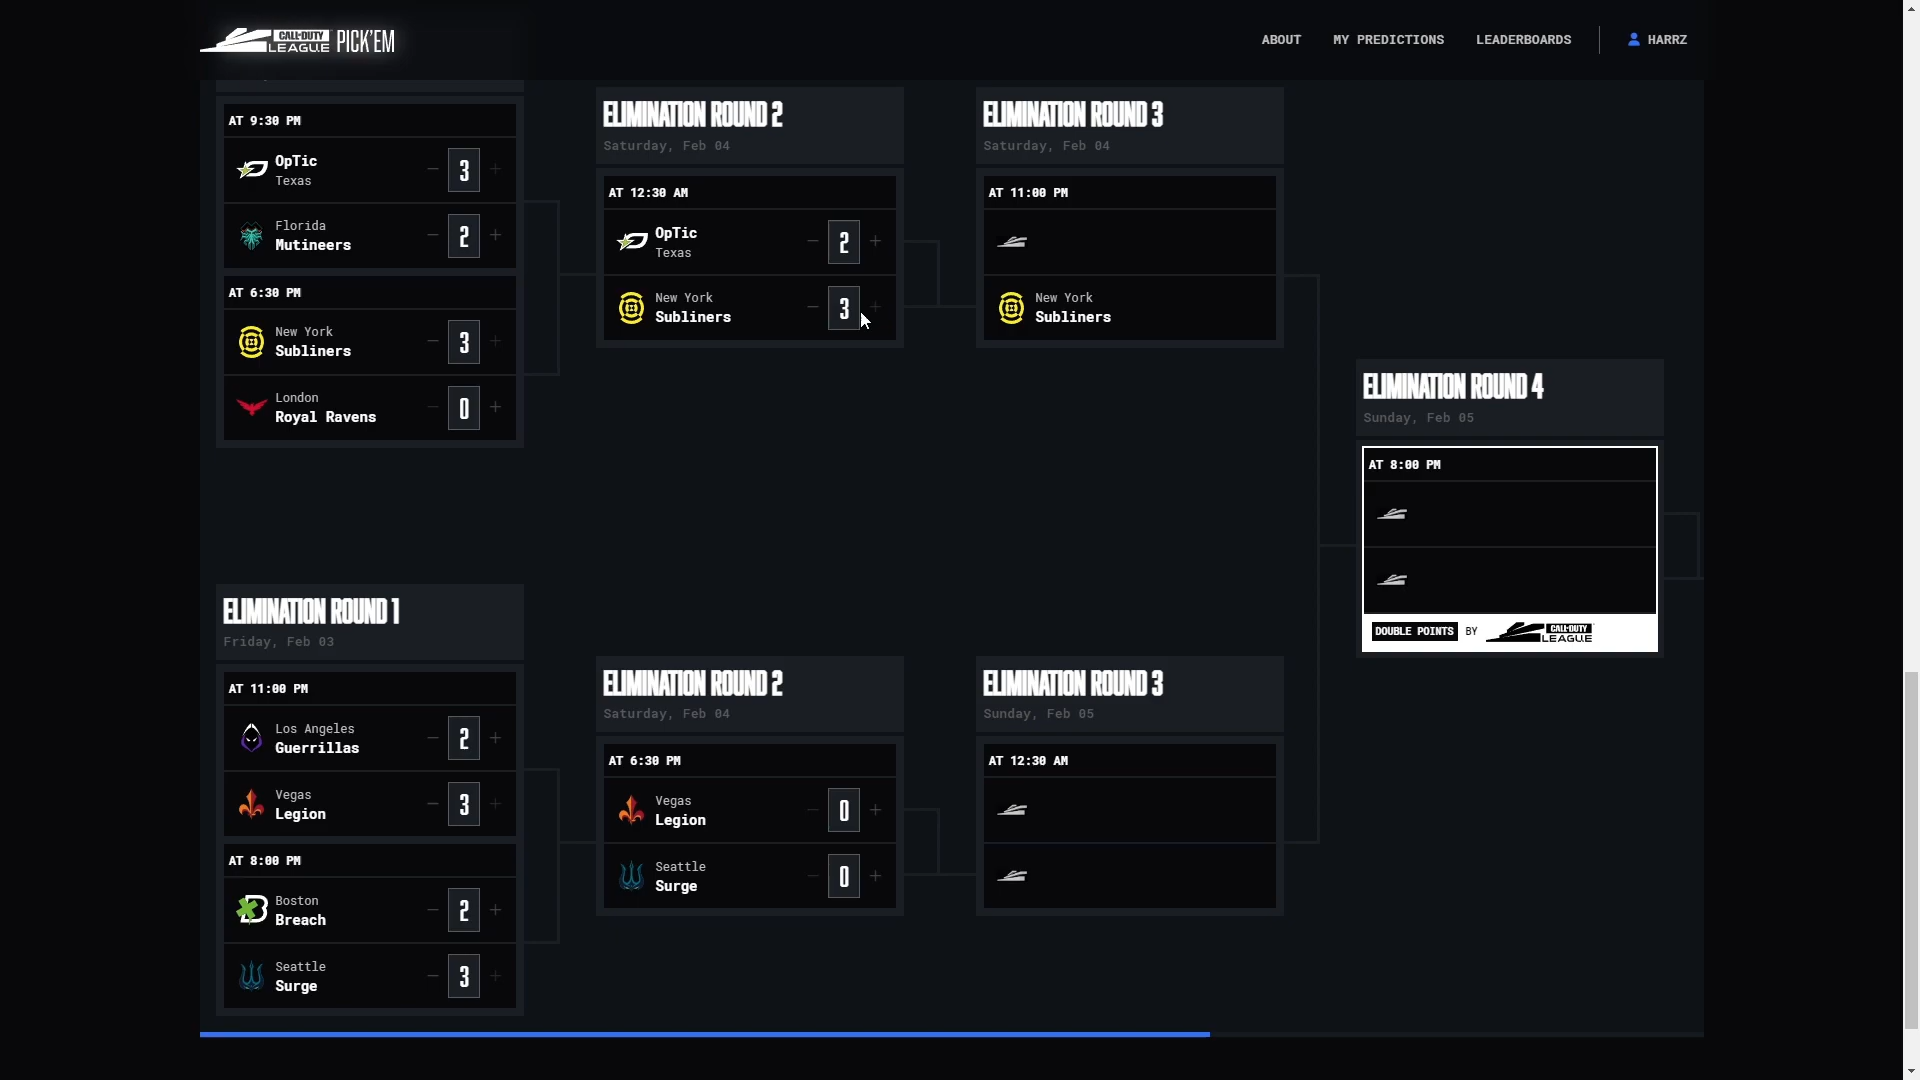 CALL OF DUTY
LEAGUE PICK'EM
ABOUT
MY PREDICTIONS
LEADERBOARDS
HARRZ
AT 9:30 PM
OpTic
Texas
3
Florida
Mutineers
2
AT 6:30 PM
New York
Subliners
3
London
Royal Ravens
0
ELIMINATION ROUND 2
Saturday, Feb 04
AT 12:30 AM
OpTic
Texas
2
New York
Subliners
3
ELIMINATION ROUND 3
Saturday, Feb 04
AT 11:00 PM
New York
Subliners
ELIMINATION ROUND 4
Sunday, Feb 05
AT 8:00 PM
DOUBLE POINTS BY CALL OF DUTY
LEAGUE
ELIMINATION ROUND 1
Friday, Feb 03
AT 11:00 PM
Los Angeles
Guerrillas
2
Vegas
Legion
3
AT 8:00 PM
Boston
Breach
2
Seattle
Surge
3
ELIMINATION ROUND 2
Saturday, Feb 04
AT 6:30 PM
Vegas
Legion
0
Seattle
Surge
0
ELIMINATION ROUND 3
Sunday, Feb 05
AT 12:30 AM